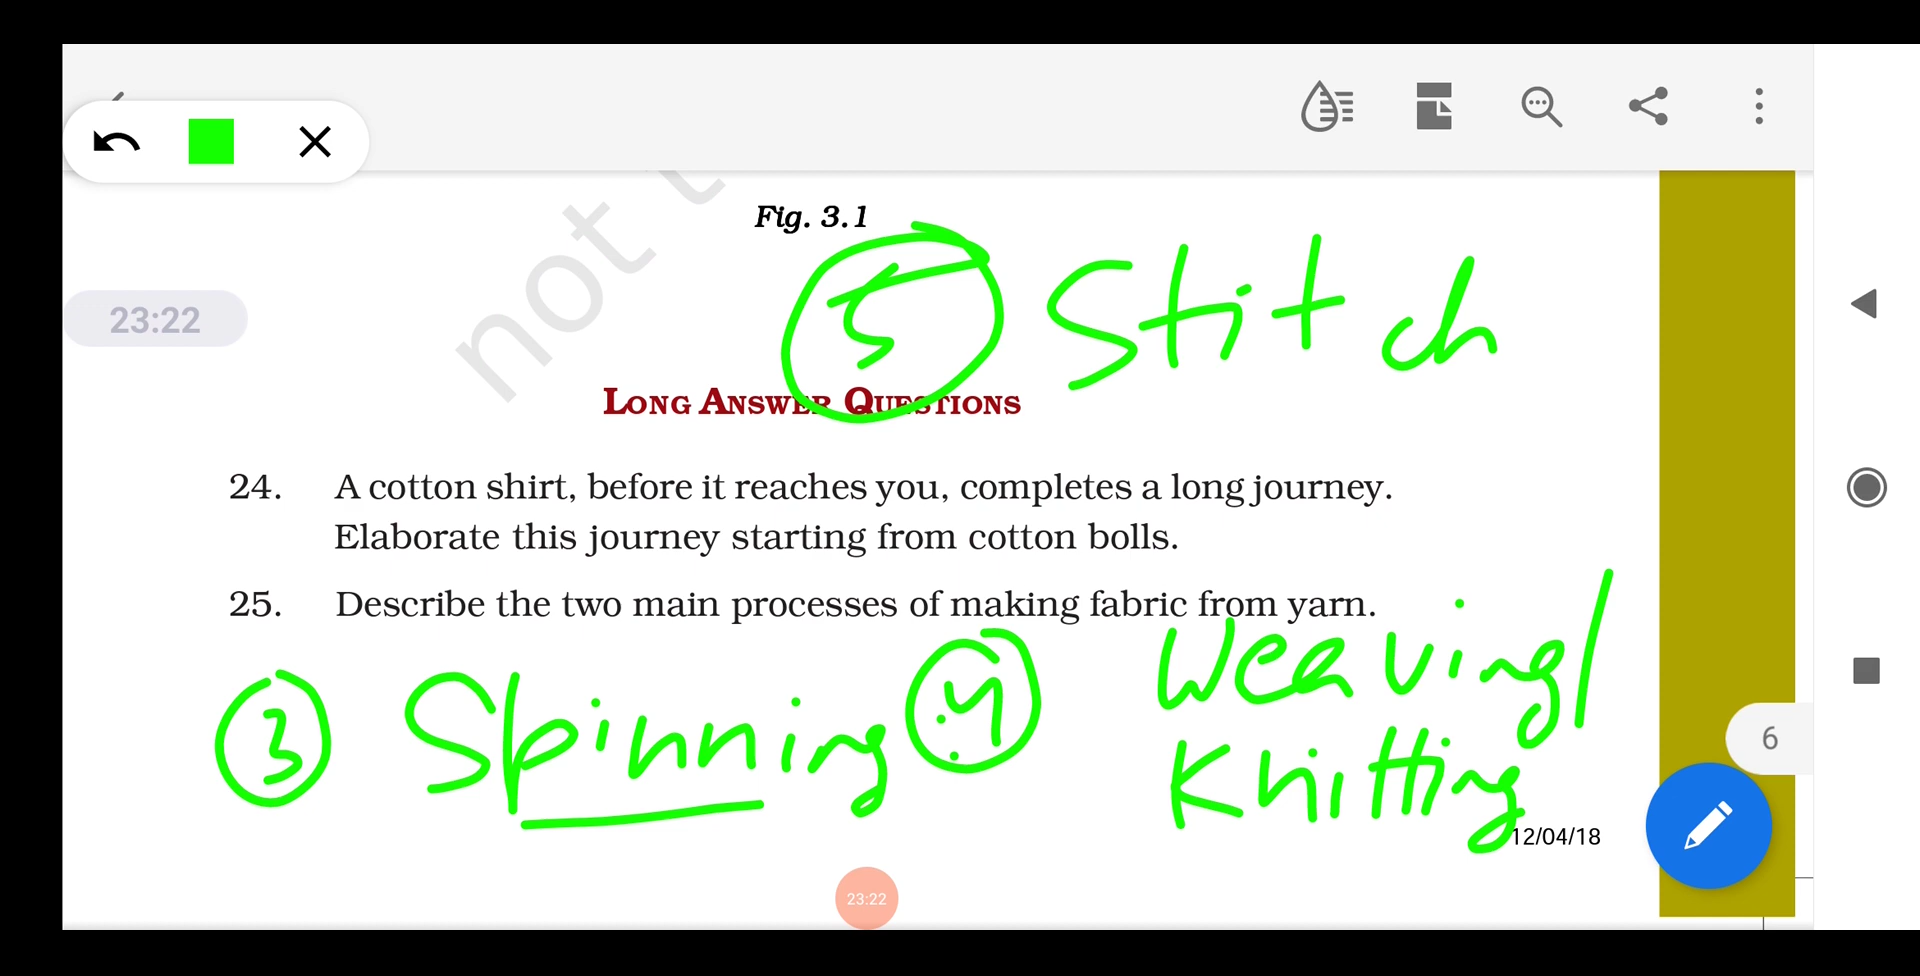 not t
Fig. 3.1
23:22
5 Stitch
LONG ANSWER QUESTIONS
24. A cotton shirt, before it reaches you, completes a long journey.
Elaborate this journey starting from cotton bolls.
25. Describe the two main processes of making fabric from yarn.
3 Spinning 4 Weaving/
Knitting
6
12/04/18
23:22